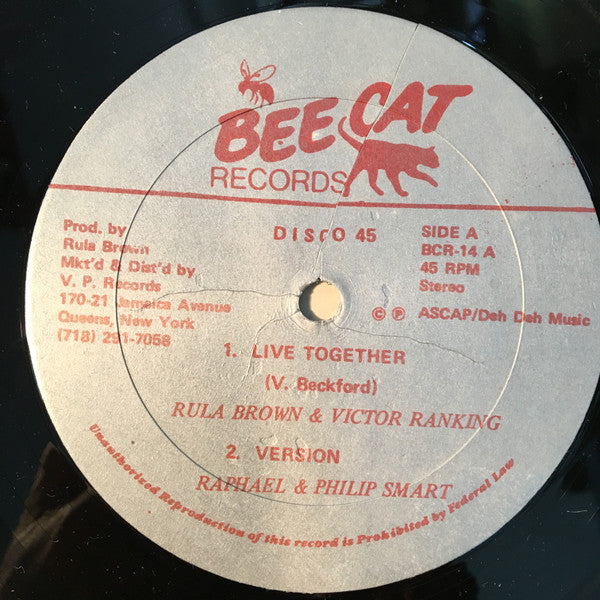 BEE CAT
RECORDS
DISCO 45
SIDE A
BCR-14 A
45 RPM
Stereo
Prod. by
Rula Brown
Mkt'd & Dist'd by
V. P. Records
170-21 Jamaica Avenue
Queens, New York
(718) 291-7058
© ℗ ASCAP/Deh Deh Music
1. LIVE TOGETHER
(V. Beckford)
RULA BROWN & VICTOR RANKING
2. VERSION
RAPHAEL & PHILIP SMART
Unauthorized Reproduction of this record is Prohibited by Federal Law